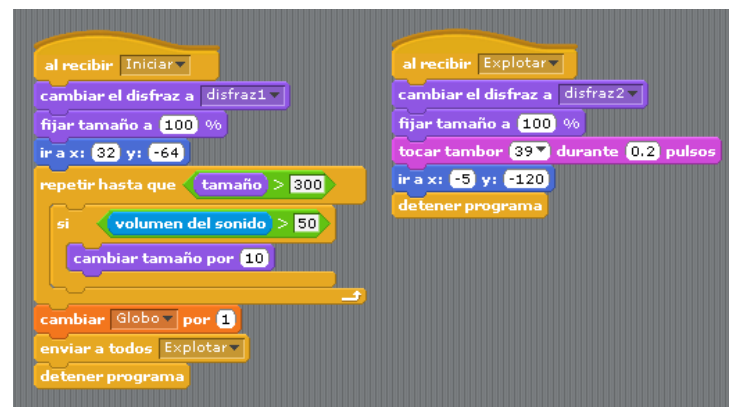 al recibir Iniciar
cambiar el disfraz a disfraz1
fijar tamaño a 100 %
ir a x: 32 y: -64
repetir hasta que tamaño > 300
si volumen del sonido > 50
cambiar tamaño por 10
cambiar Globo por 1
enviar a todos Explotar
detener programa
al recibir Explotar
cambiar el disfraz a disfraz2
fijar tamaño a 100 %
tocar tambor 39 durante 0.2 pulsos
ir a x: -5 y: -120
detener programa